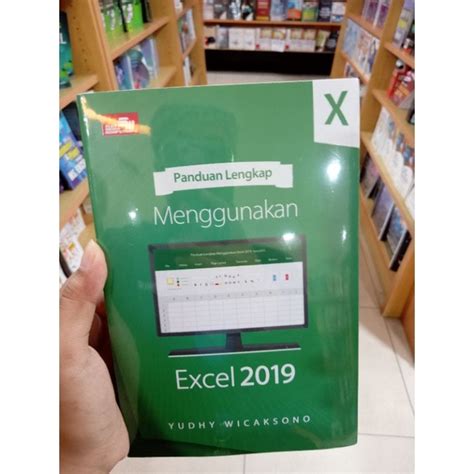 X
Panduan Lengkap
Menggunakan
Excel 2019
YUDHY WICAKSONO